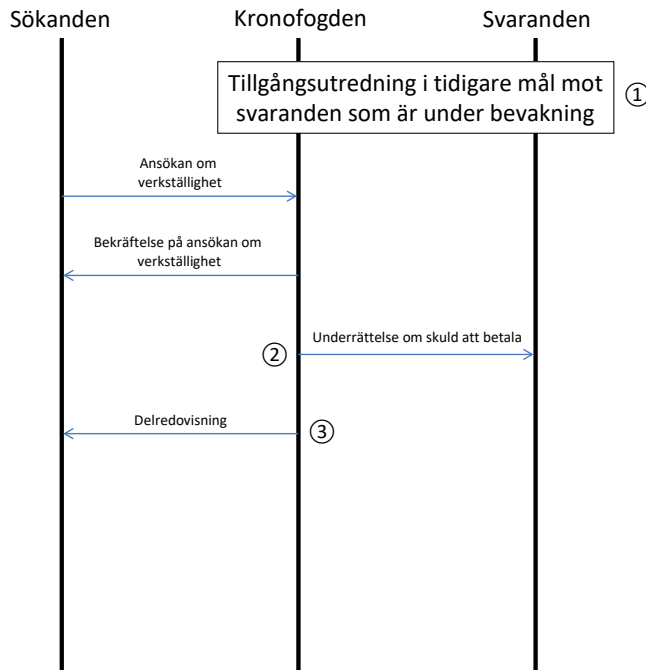 Sökanden Kronofogden Svaranden
Tillgångsutredning i tidigare mål mot
svaranden som är under bevakning
①
Ansökan om
verkställighet
Bekräftelse på ansökan om
verkställighet
② Underrättelse om skuld att betala
Delredovisning ③